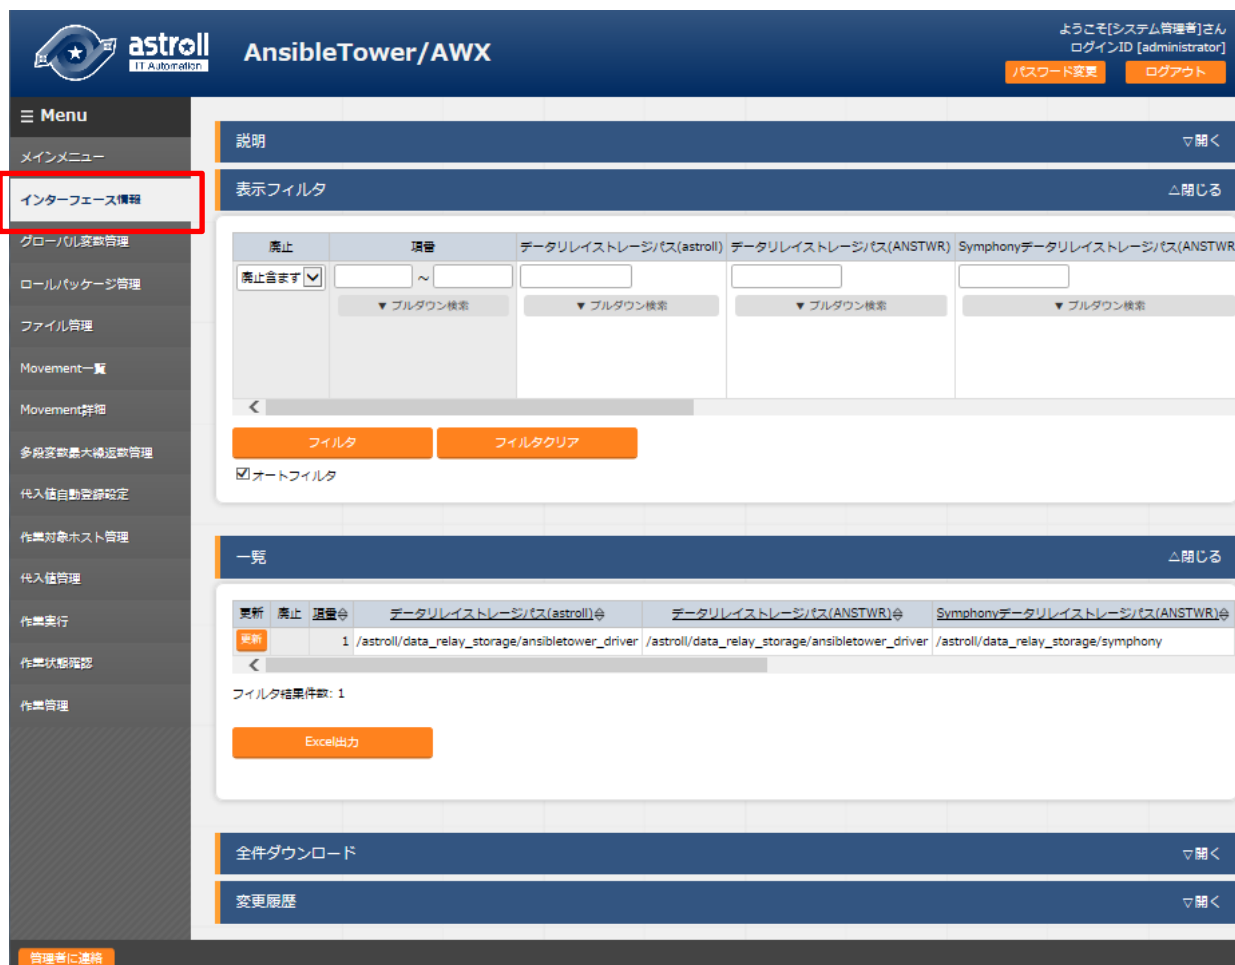 astroll
IT Automation
AnsibleTower/AWX
ようこそ[システム管理者]さん
ログインID [administrator]
パスワード変更 ログアウト
☰ Menu
メインメニュー
インターフェース情報
グローバル変数管理
ロールパッケージ管理
ファイル管理
Movement一覧
Movement詳細
多段変数最大繰返数管理
代入値自動登録設定
作業対象ホスト管理
代入値管理
作業実行
作業状態確認
作業管理
説明 ▽開く
表示フィルタ △閉じる
廃止 項番 データリレイストレージパス(astroll) データリレイストレージパス(ANSTWR) Symphonyデータリレイストレージパス(ANSTWR
廃止含まず ～
▼ プルダウン検索 ▼ プルダウン検索 ▼ プルダウン検索 ▼ プルダウン検索
フィルタ フィルタクリア
オートフィルタ
一覧 △閉じる
更新 廃止 項番 データリレイストレージパス(astroll) データリレイストレージパス(ANSTWR) Symphonyデータリレイストレージパス(ANSTWR)
更新 1 /astroll/data_relay_storage/ansibletower_driver /astroll/data_relay_storage/ansibletower_driver /astroll/data_relay_storage/symphony
フィルタ結果件数: 1
Excel出力
全件ダウンロード ▽開く
変更履歴 ▽開く
管理者に連絡